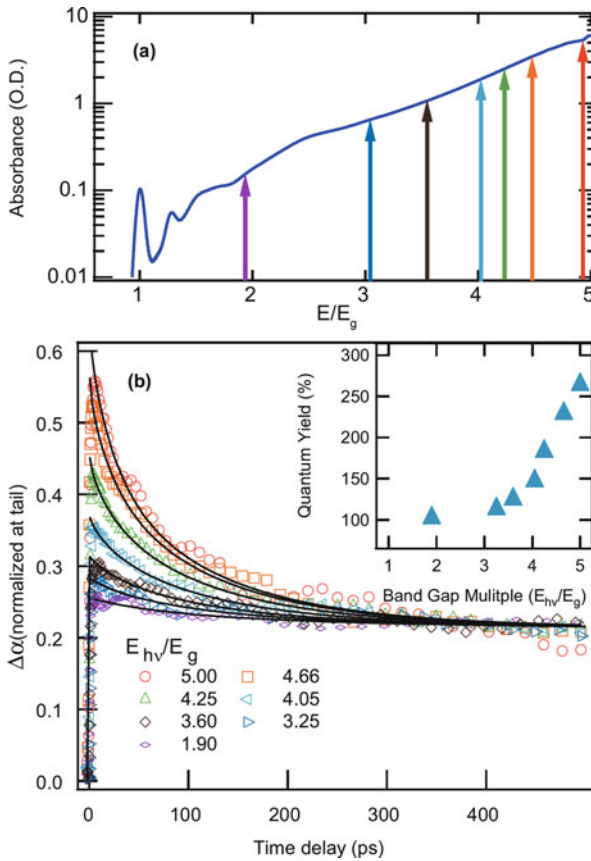 (a)
Absorbance (O.D.)
10
1
0.1
0.01
1 2 3 4 5
E/Eg
(b)
Δα(normalized at tail)
0.6
0.5
0.4
0.3
0.2
0.1
0.0
Quantum Yield (%)
300
250
200
150
100
1 2 3 4 5
Band Gap Mulitple (Ehν/Eg)
Ehν/Eg
5.00 4.66
4.25 4.05
3.60 3.25
1.90
0 100 200 300 400
Time delay (ps)